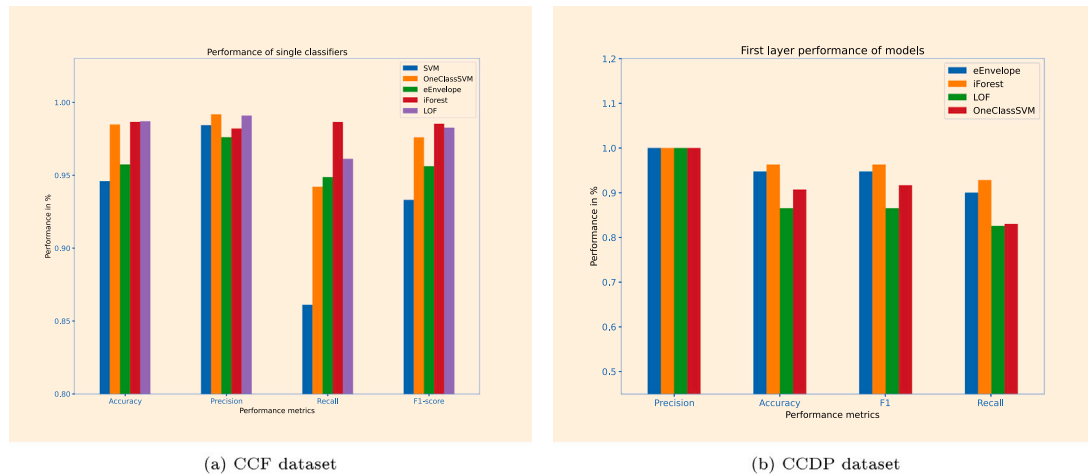 Performance of single classifiers
SVM
OneClassSVM
eEnvelope
iForest
LOF
Performance in %
1.00
0.95
0.90
0.85
0.80
Accuracy Precision Recall F1-score
Performance metrics
(a) CCF dataset
First layer performance of models
eEnvelope
iForest
LOF
OneClassSVM
Performance in %
1.2
1.1
1.0
0.9
0.8
0.7
0.6
0.5
Precision Accuracy F1 Recall
Performance metrics
(b) CCDP dataset